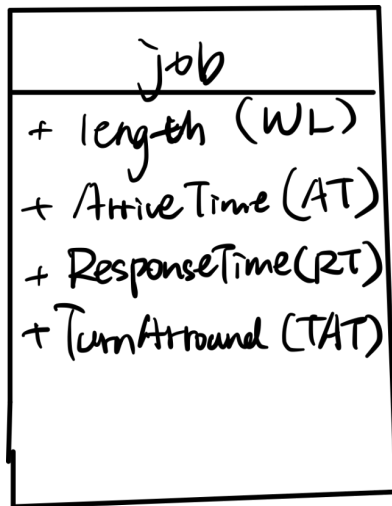 job
+ length (WL)
+ ArriveTime (AT)
+ ResponseTime (RT)
+ TurnArround (TAT)